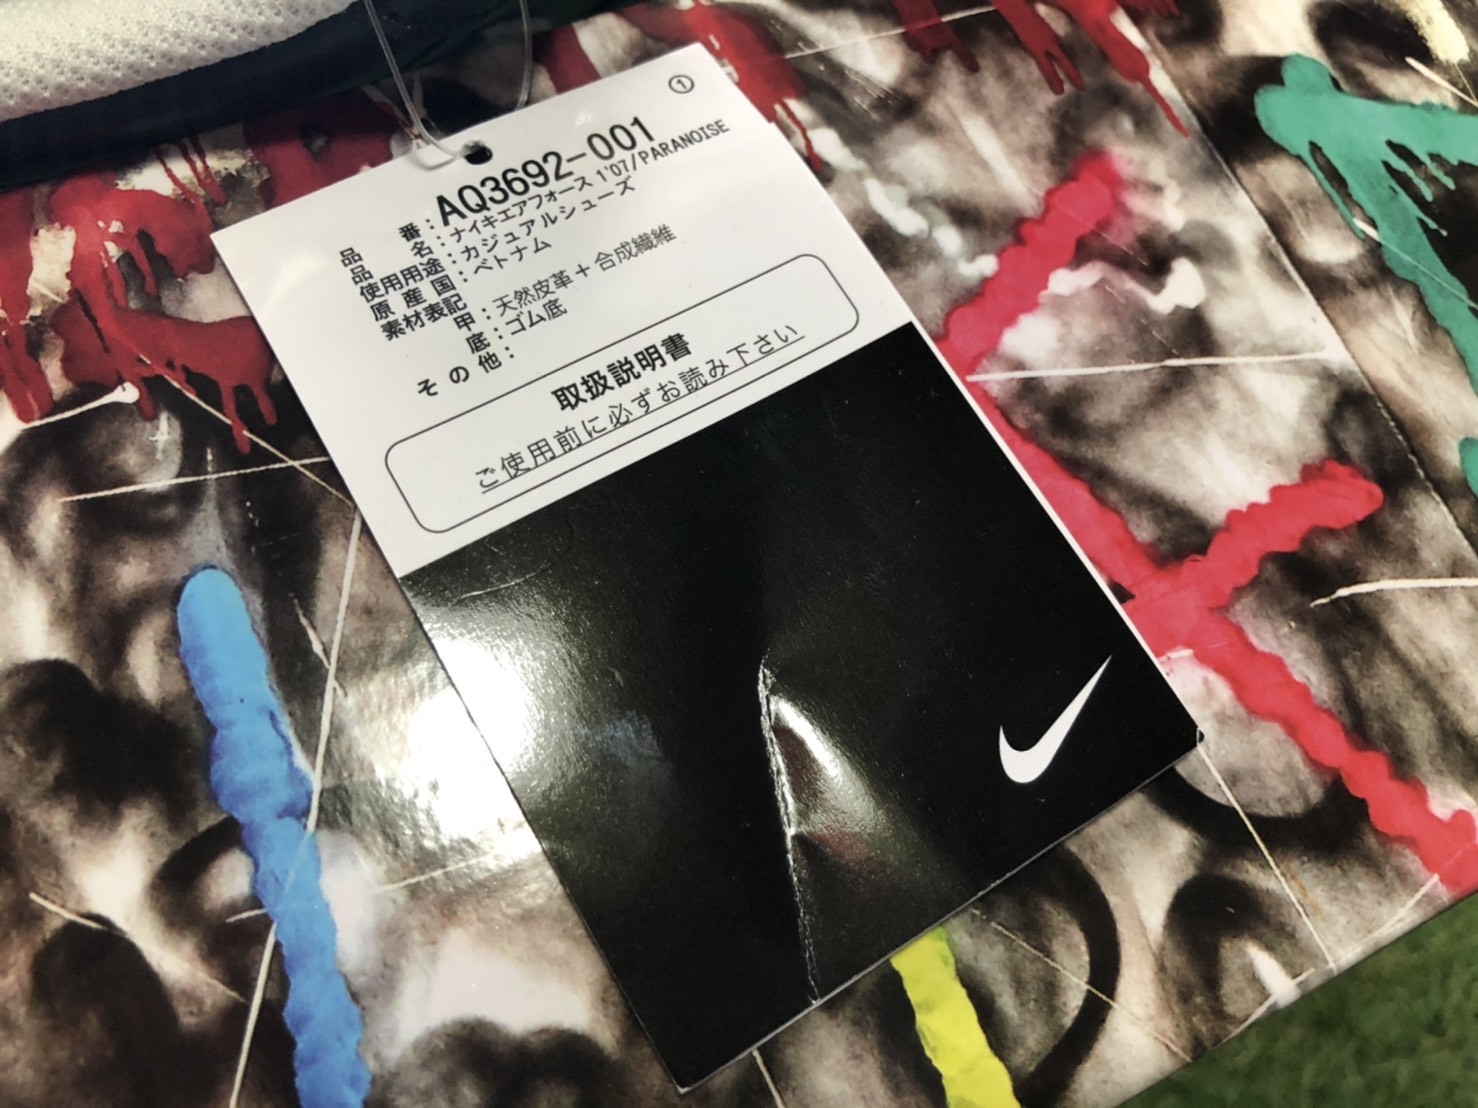 ①
品　　番：AQ3692-001
品　　名：ナイキエアフォース 1'07/PARANOISE
使用用途：カジュアルシューズ
原 産 国：ベトナム
素材表記
甲：天然皮革＋合成繊維
底：ゴム底
そ の 他：
取扱説明書
ご使用前に必ずお読み下さい